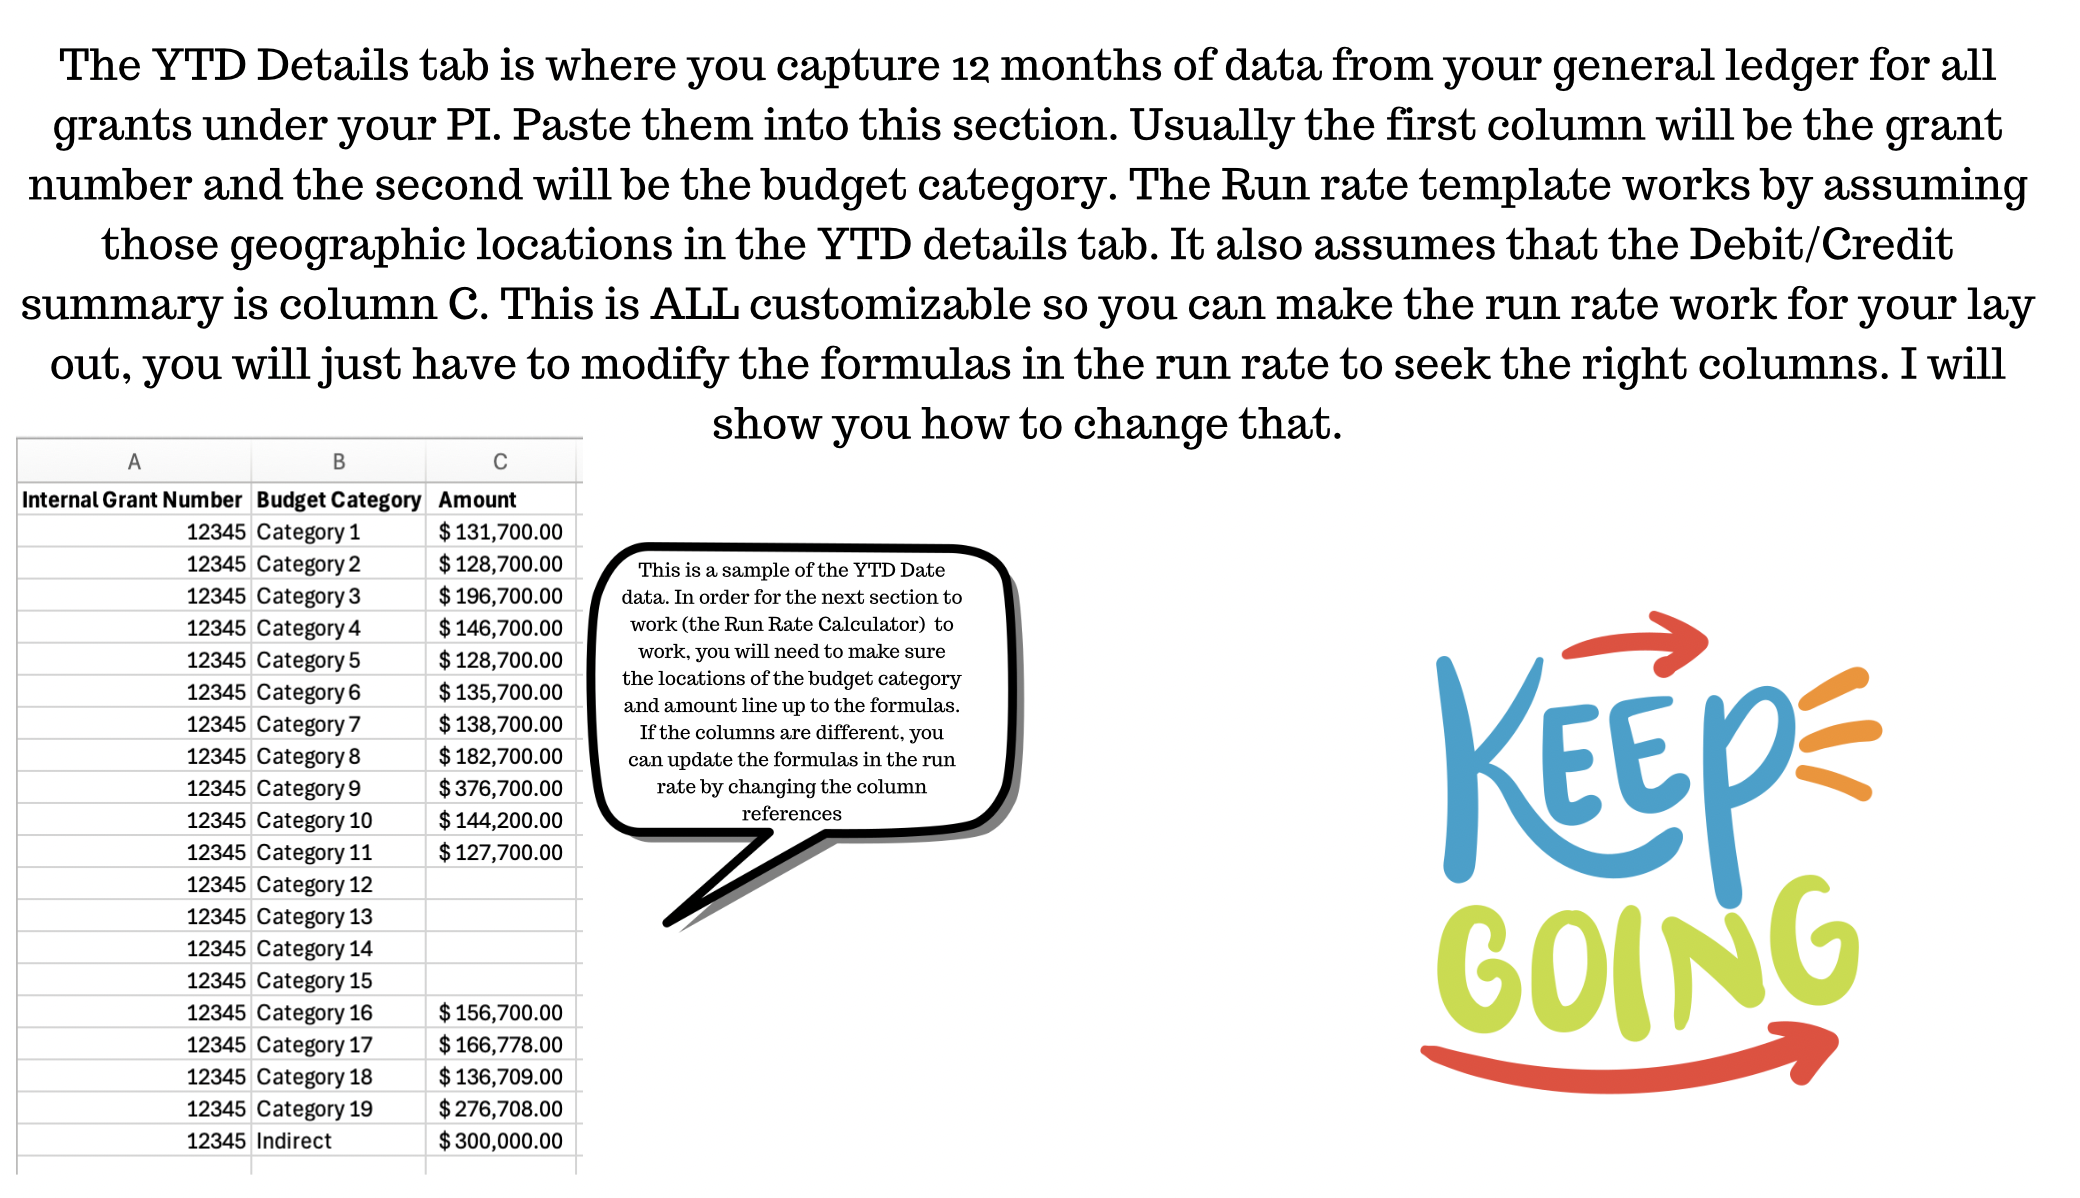 The YTD Details tab is where you capture 12 months of data from your general ledger for all
grants under your PI. Paste them into this section. Usually the first column will be the grant
number and the second will be the budget category. The Run rate template works by assuming
those geographic locations in the YTD details tab. It also assumes that the Debit/Credit
summary is column C. This is ALL customizable so you can make the run rate work for your lay
out, you will just have to modify the formulas in the run rate to seek the right columns. I will
show you how to change that.
A B C
Internal Grant Number Budget Category Amount
12345 Category 1 $ 131,700.00
12345 Category 2 $ 128,700.00
12345 Category 3 $ 196,700.00
12345 Category 4 $ 146,700.00
12345 Category 5 $ 128,700.00
12345 Category 6 $ 135,700.00
12345 Category 7 $ 138,700.00
12345 Category 8 $ 182,700.00
12345 Category 9 $ 376,700.00
12345 Category 10 $ 144,200.00
12345 Category 11 $ 127,700.00
12345 Category 12
12345 Category 13
12345 Category 14
12345 Category 15
12345 Category 16 $ 156,700.00
12345 Category 17 $ 166,778.00
12345 Category 18 $ 136,709.00
12345 Category 19 $ 276,708.00
12345 Indirect $ 300,000.00
This is a sample of the YTD Date
data. In order for the next section to
work (the Run Rate Calculator) to
work, you will need to make sure
the locations of the budget category
and amount line up to the formulas.
If the columns are different, you
can update the formulas in the run
rate by changing the column
references
KEEP
GOING